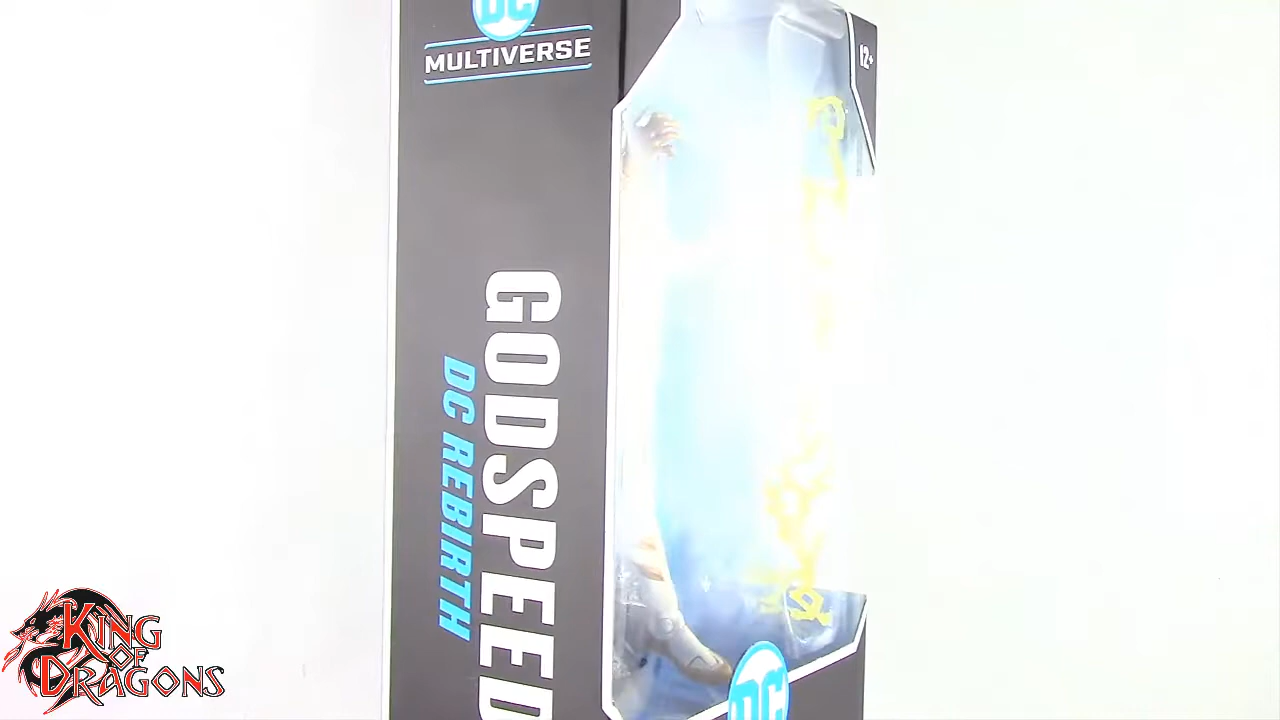 DC
MULTIVERSE
12+
GODSPEED
DC REBIRTH
DC
KING
OF
DRAGONS